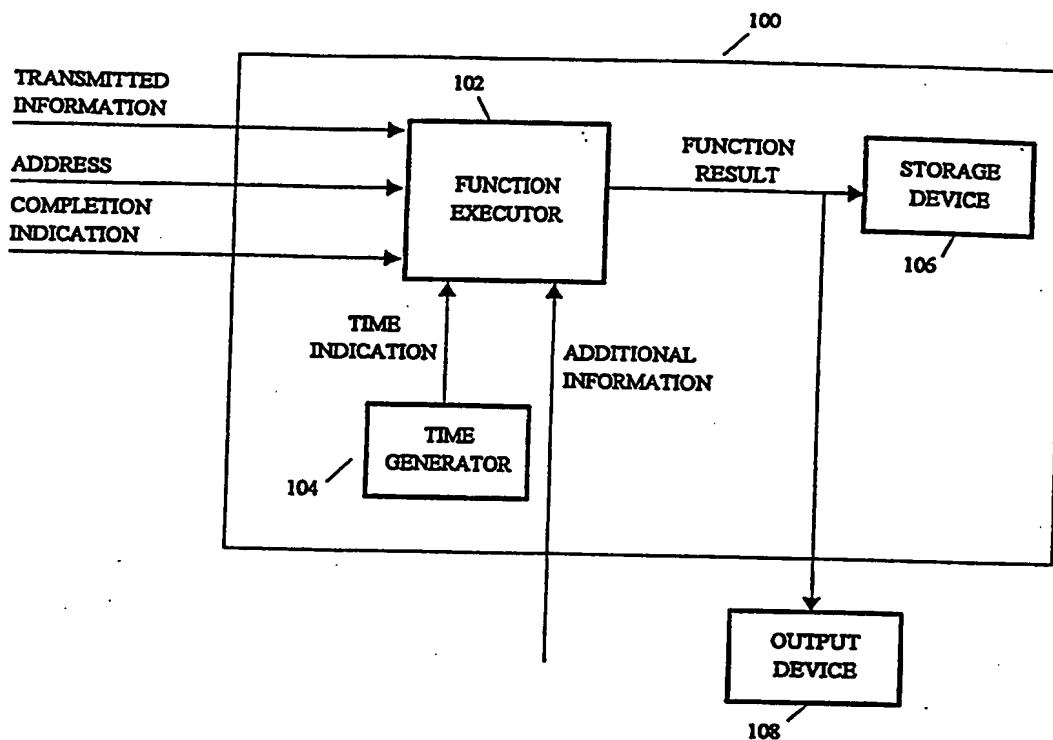 100
TRANSMITTED
INFORMATION
102
ADDRESS
FUNCTION
EXECUTOR
FUNCTION
RESULT
STORAGE
DEVICE
COMPLETION
INDICATION
106
TIME
INDICATION
ADDITIONAL
INFORMATION
TIME
GENERATOR
104
OUTPUT
DEVICE
108